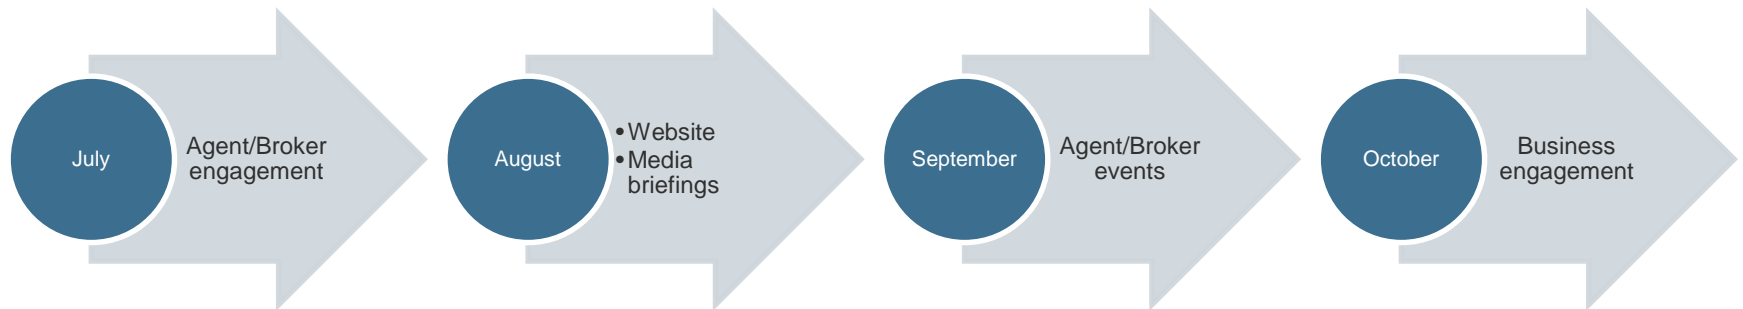 July
Agent/Broker
engagement
August
•Website
•Media
briefings
September
Agent/Broker
events
October
Business
engagement